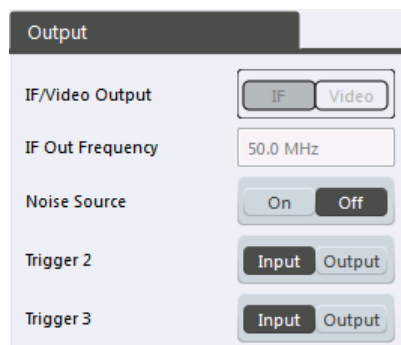 Output
IF/Video Output IF Video
IF Out Frequency 50.0 MHz
Noise Source On Off
Trigger 2 Input Output
Trigger 3 Input Output